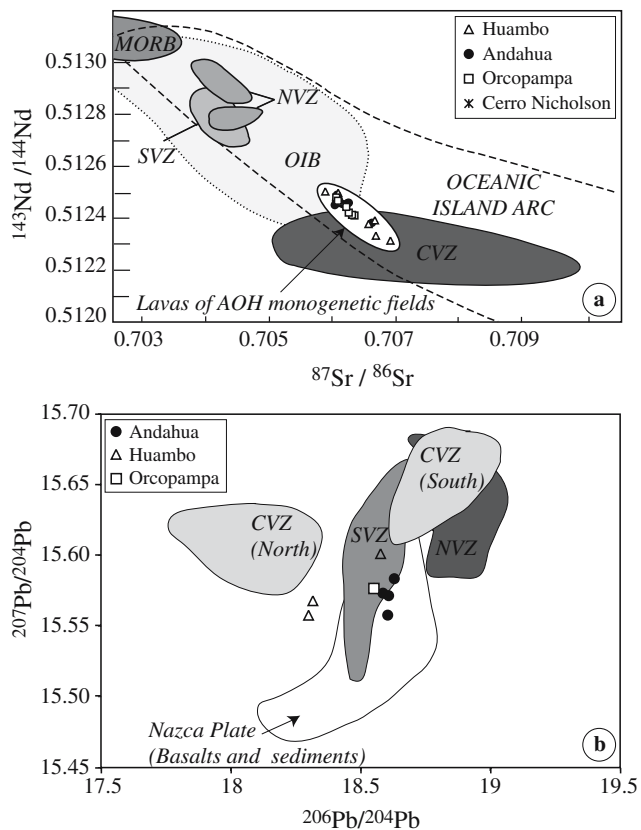 MORB
NVZ
SVZ
OIB
OCEANIC
ISLAND ARC
CVZ
Lavas of AOH monogenetic fields
Huambo
Andahua
Orcopampa
Cerro Nicholson
a
0.5130
0.5128
0.5126
0.5124
0.5122
0.5120
143Nd / 144Nd
0.703
0.705
0.707
0.709
87Sr / 86Sr
15.70
15.65
15.60
15.55
15.50
15.45
207Pb/204Pb
Andahua
Huambo
Orcopampa
CVZ
(South)
CVZ
(North)
SVZ
NVZ
Nazca Plate
(Basalts and sediments)
b
17.5
18
18.5
19
19.5
206Pb/204Pb